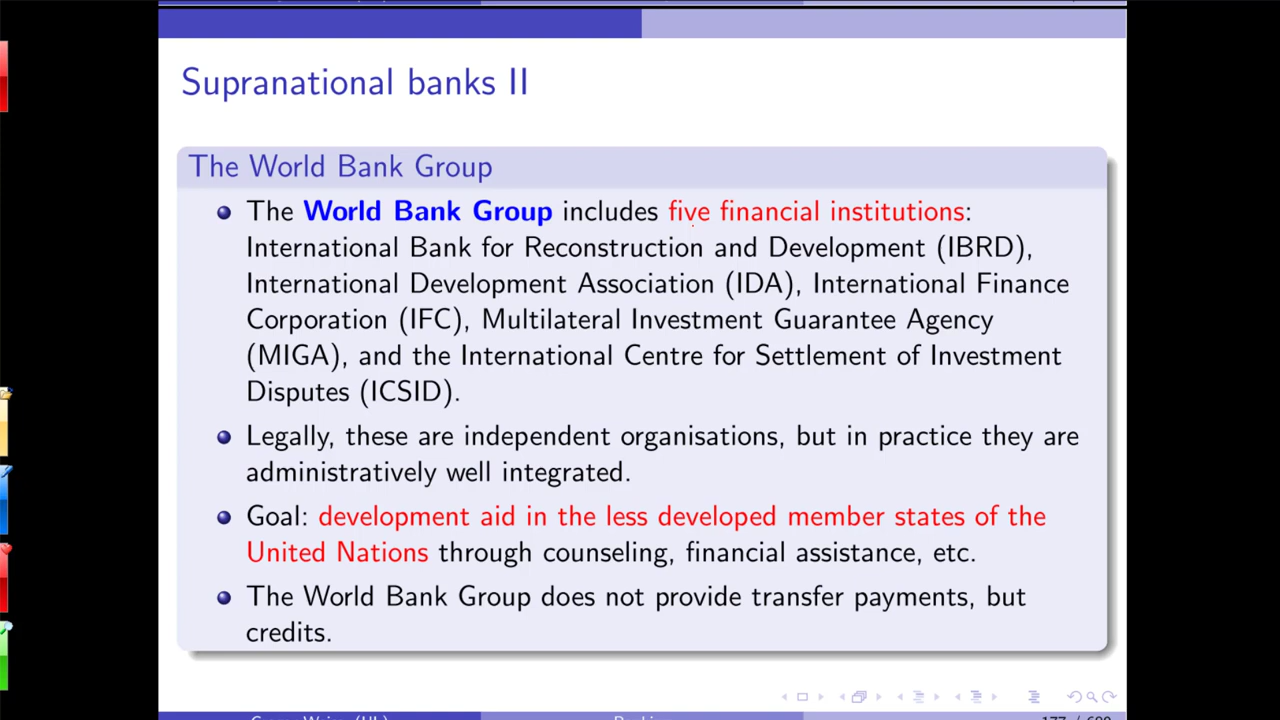 Supranational banks II
The World Bank Group
The World Bank Group includes five financial institutions:
International Bank for Reconstruction and Development (IBRD),
International Development Association (IDA), International Finance
Corporation (IFC), Multilateral Investment Guarantee Agency
(MIGA), and the International Centre for Settlement of Investment
Disputes (ICSID).
Legally, these are independent organisations, but in practice they are
administratively well integrated.
Goal: development aid in the less developed member states of the
United Nations through counseling, financial assistance, etc.
The World Bank Group does not provide transfer payments, but
credits.